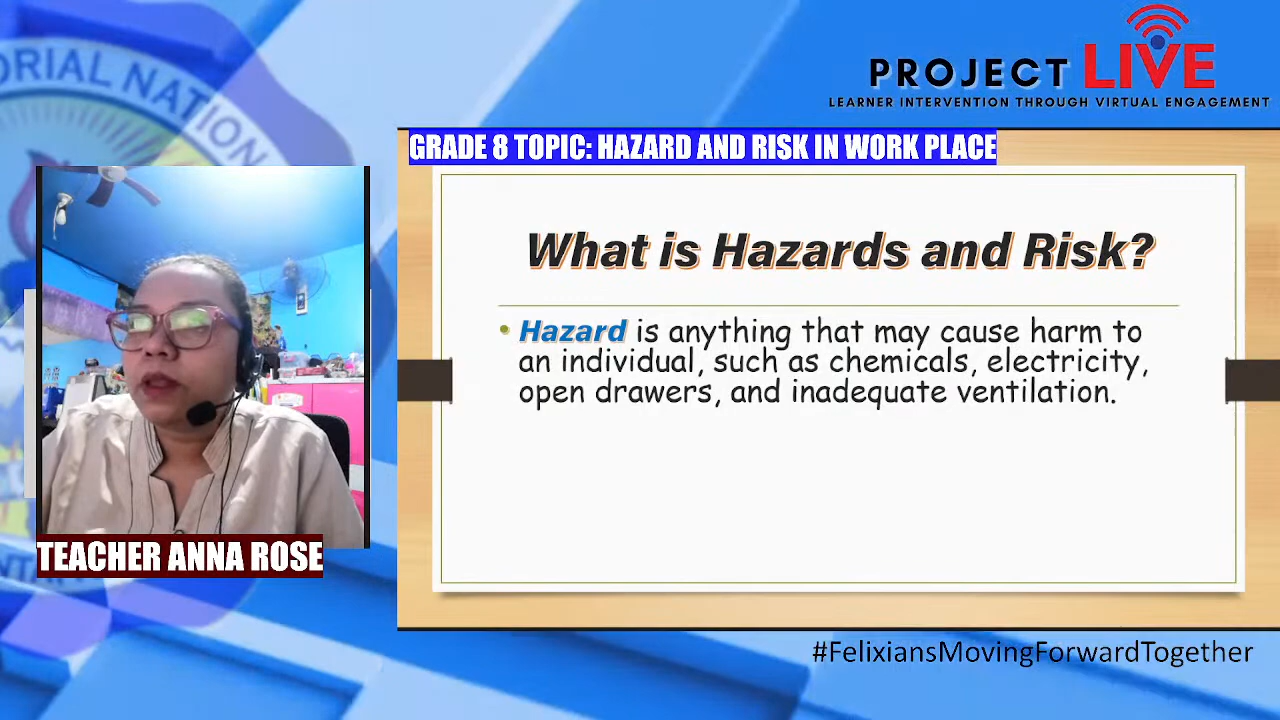 ORIAL NATION
PROJECT LIVE
LEARNER INTERVENTION THROUGH VIRTUAL ENGAGEMENT
GRADE 8 TOPIC: HAZARD AND RISK IN WORK PLACE
What is Hazards and Risk?
• Hazard is anything that may cause harm to
an individual, such as chemicals, electricity,
open drawers, and inadequate ventilation.
TEACHER ANNA ROSE
#FelixiansMovingForwardTogether